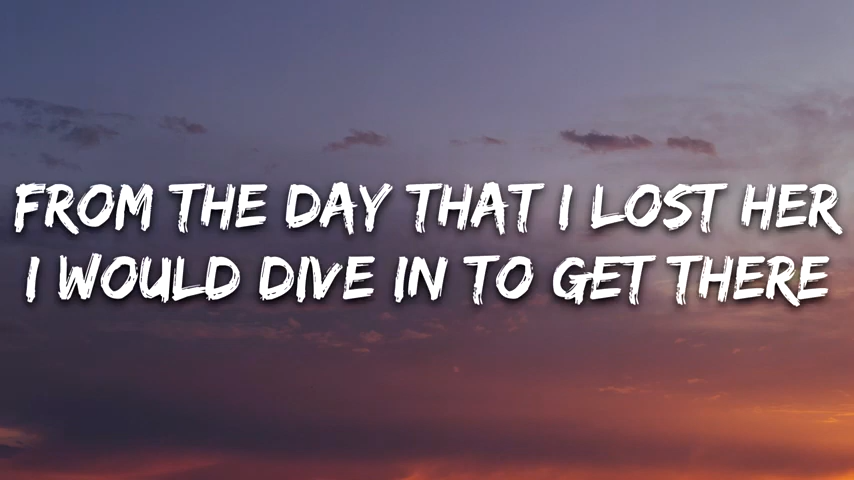 FROM THE DAY THAT I LOST HER
I WOULD DIVE IN TO GET THERE